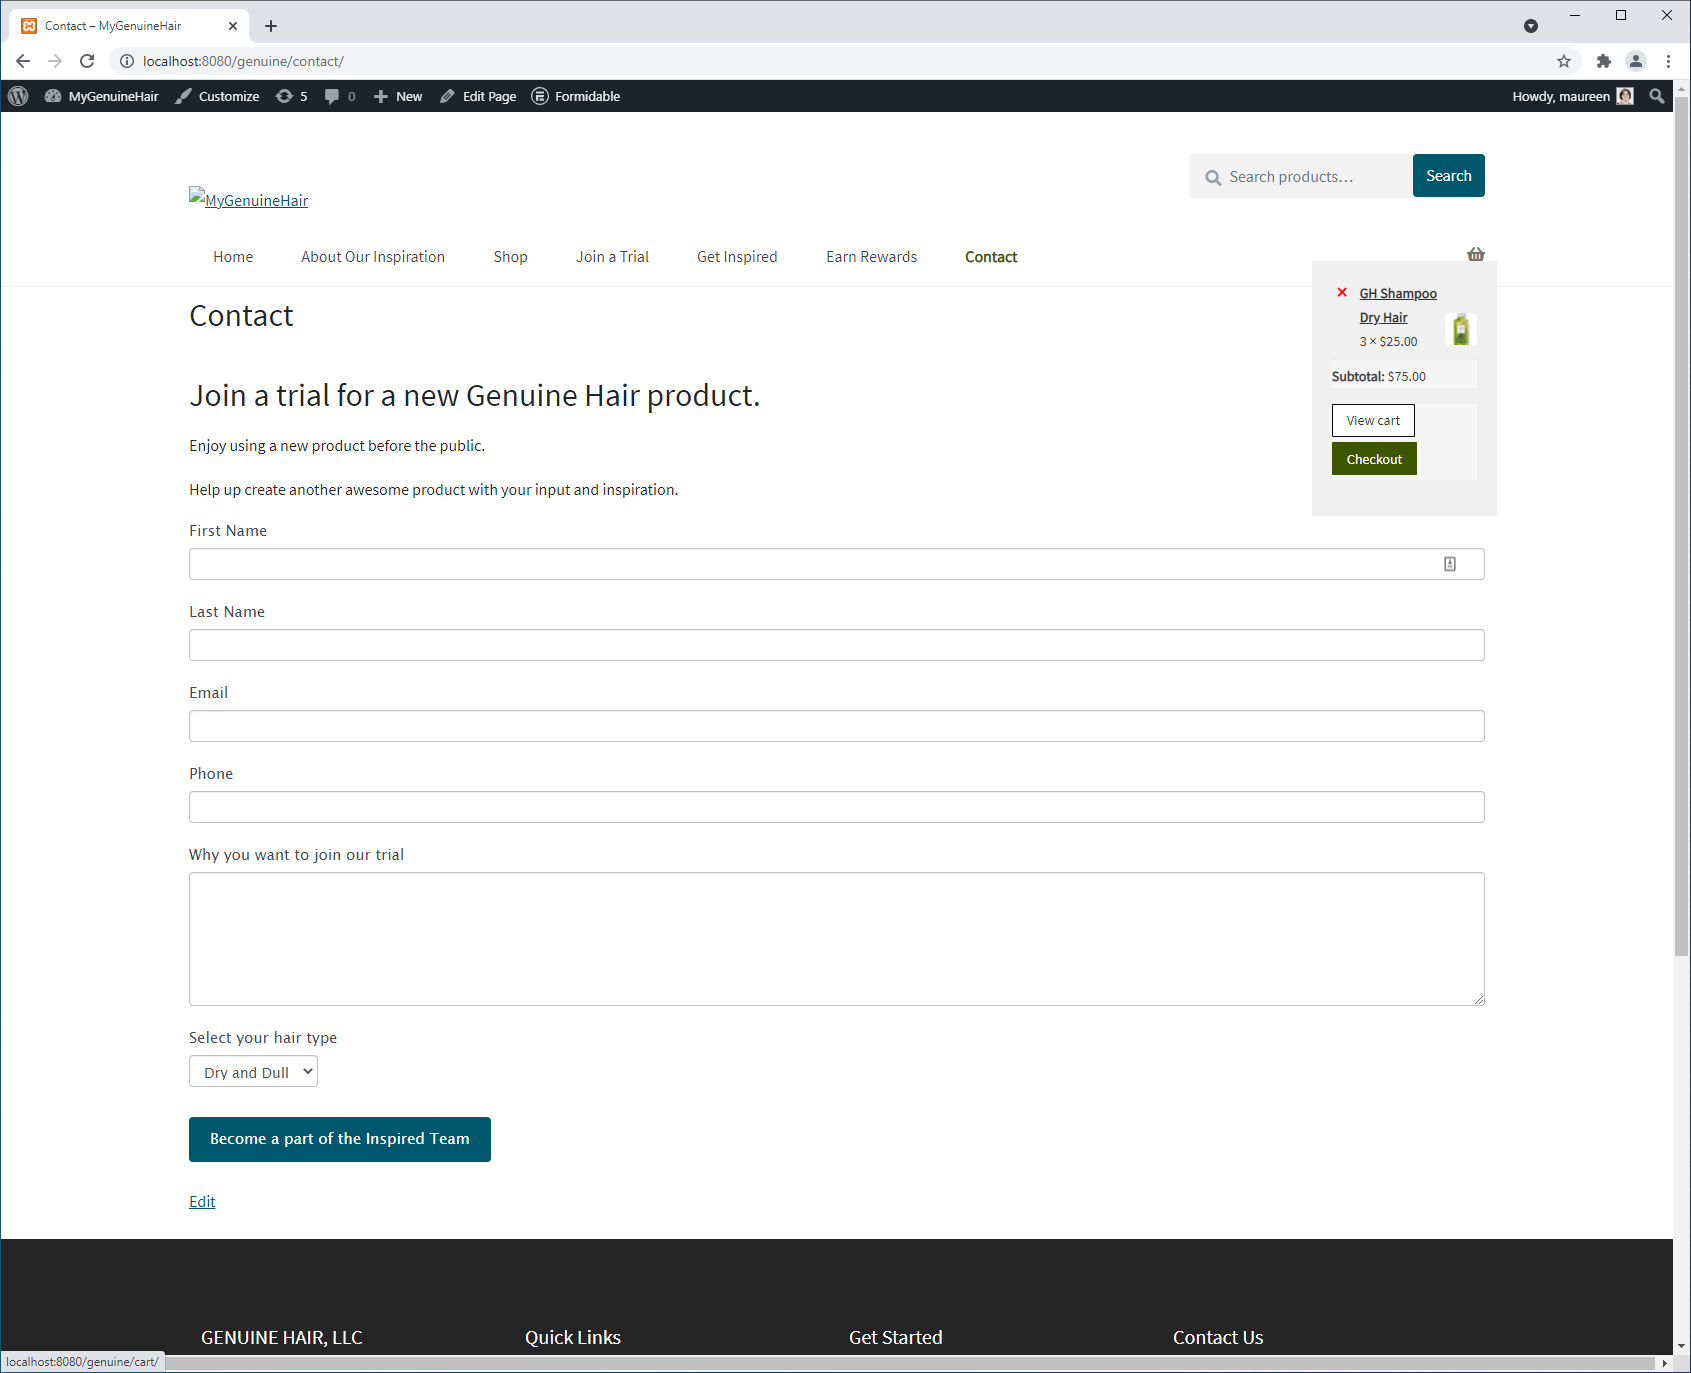 Contact – MyGenuineHair
localhost:8080/genuine/contact/
MyGenuineHair Customize 5 0 New Edit Page Formidable Howdy, maureen
Search products… Search
MyGenuineHair
Home About Our Inspiration Shop Join a Trial Get Inspired Earn Rewards Contact
GH Shampoo
Dry Hair
3 × $25.00
Subtotal: $75.00
View cart
Checkout
Contact
Join a trial for a new Genuine Hair product.
Enjoy using a new product before the public.
Help up create another awesome product with your input and inspiration.
First Name
Last Name
Email
Phone
Why you want to join our trial
Select your hair type
Dry and Dull
Become a part of the Inspired Team
Edit
GENUINE HAIR, LLC Quick Links Get Started Contact Us
localhost:8080/genuine/cart/